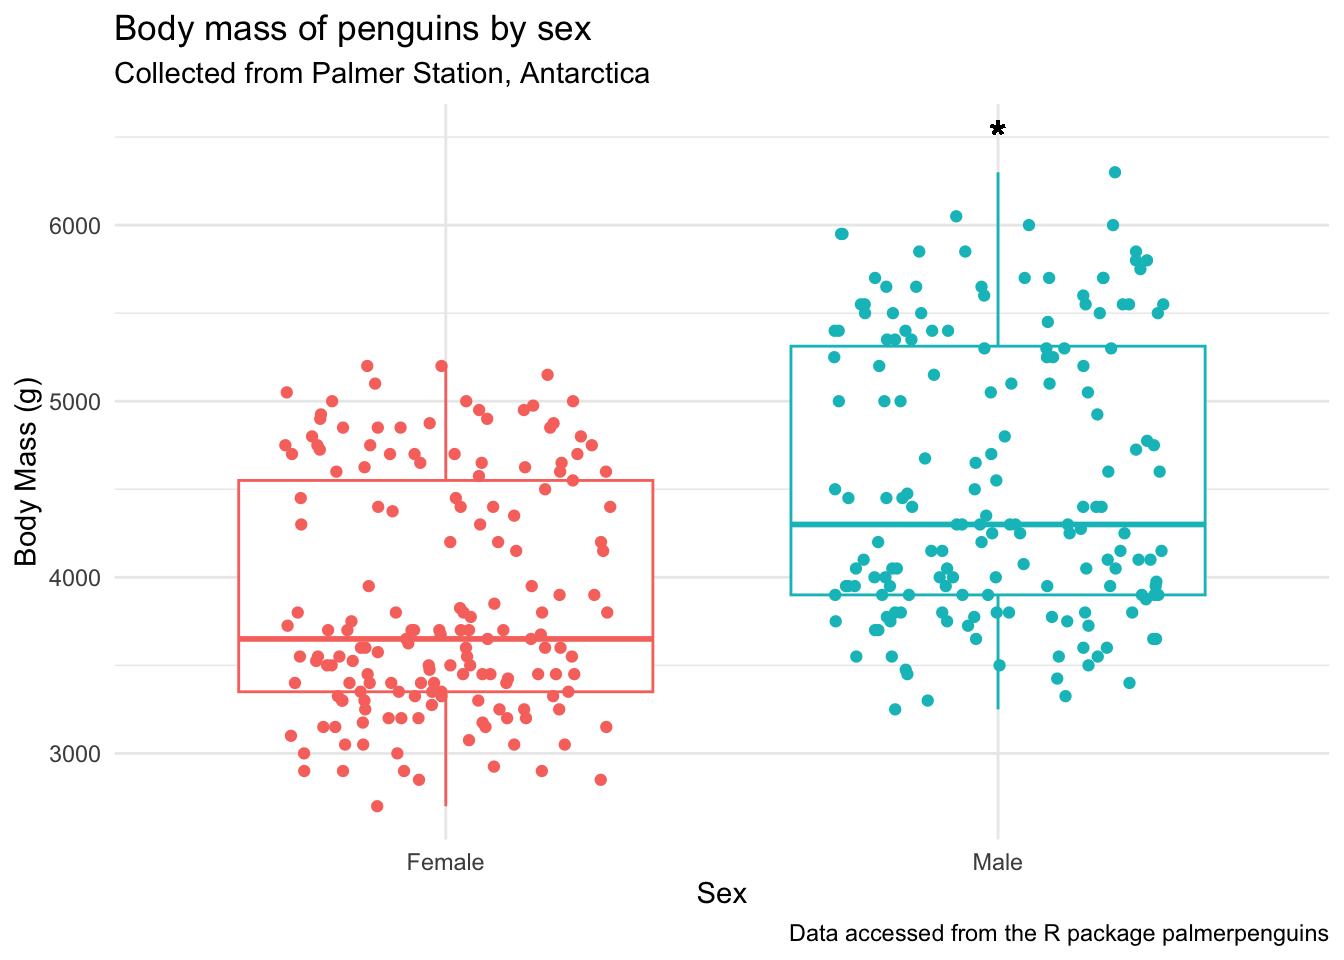 Body mass of penguins by sex
Collected from Palmer Station, Antarctica
*
6000
5000
4000
3000
Body Mass (g)
Female
Male
Sex
Data accessed from the R package palmerpenguins